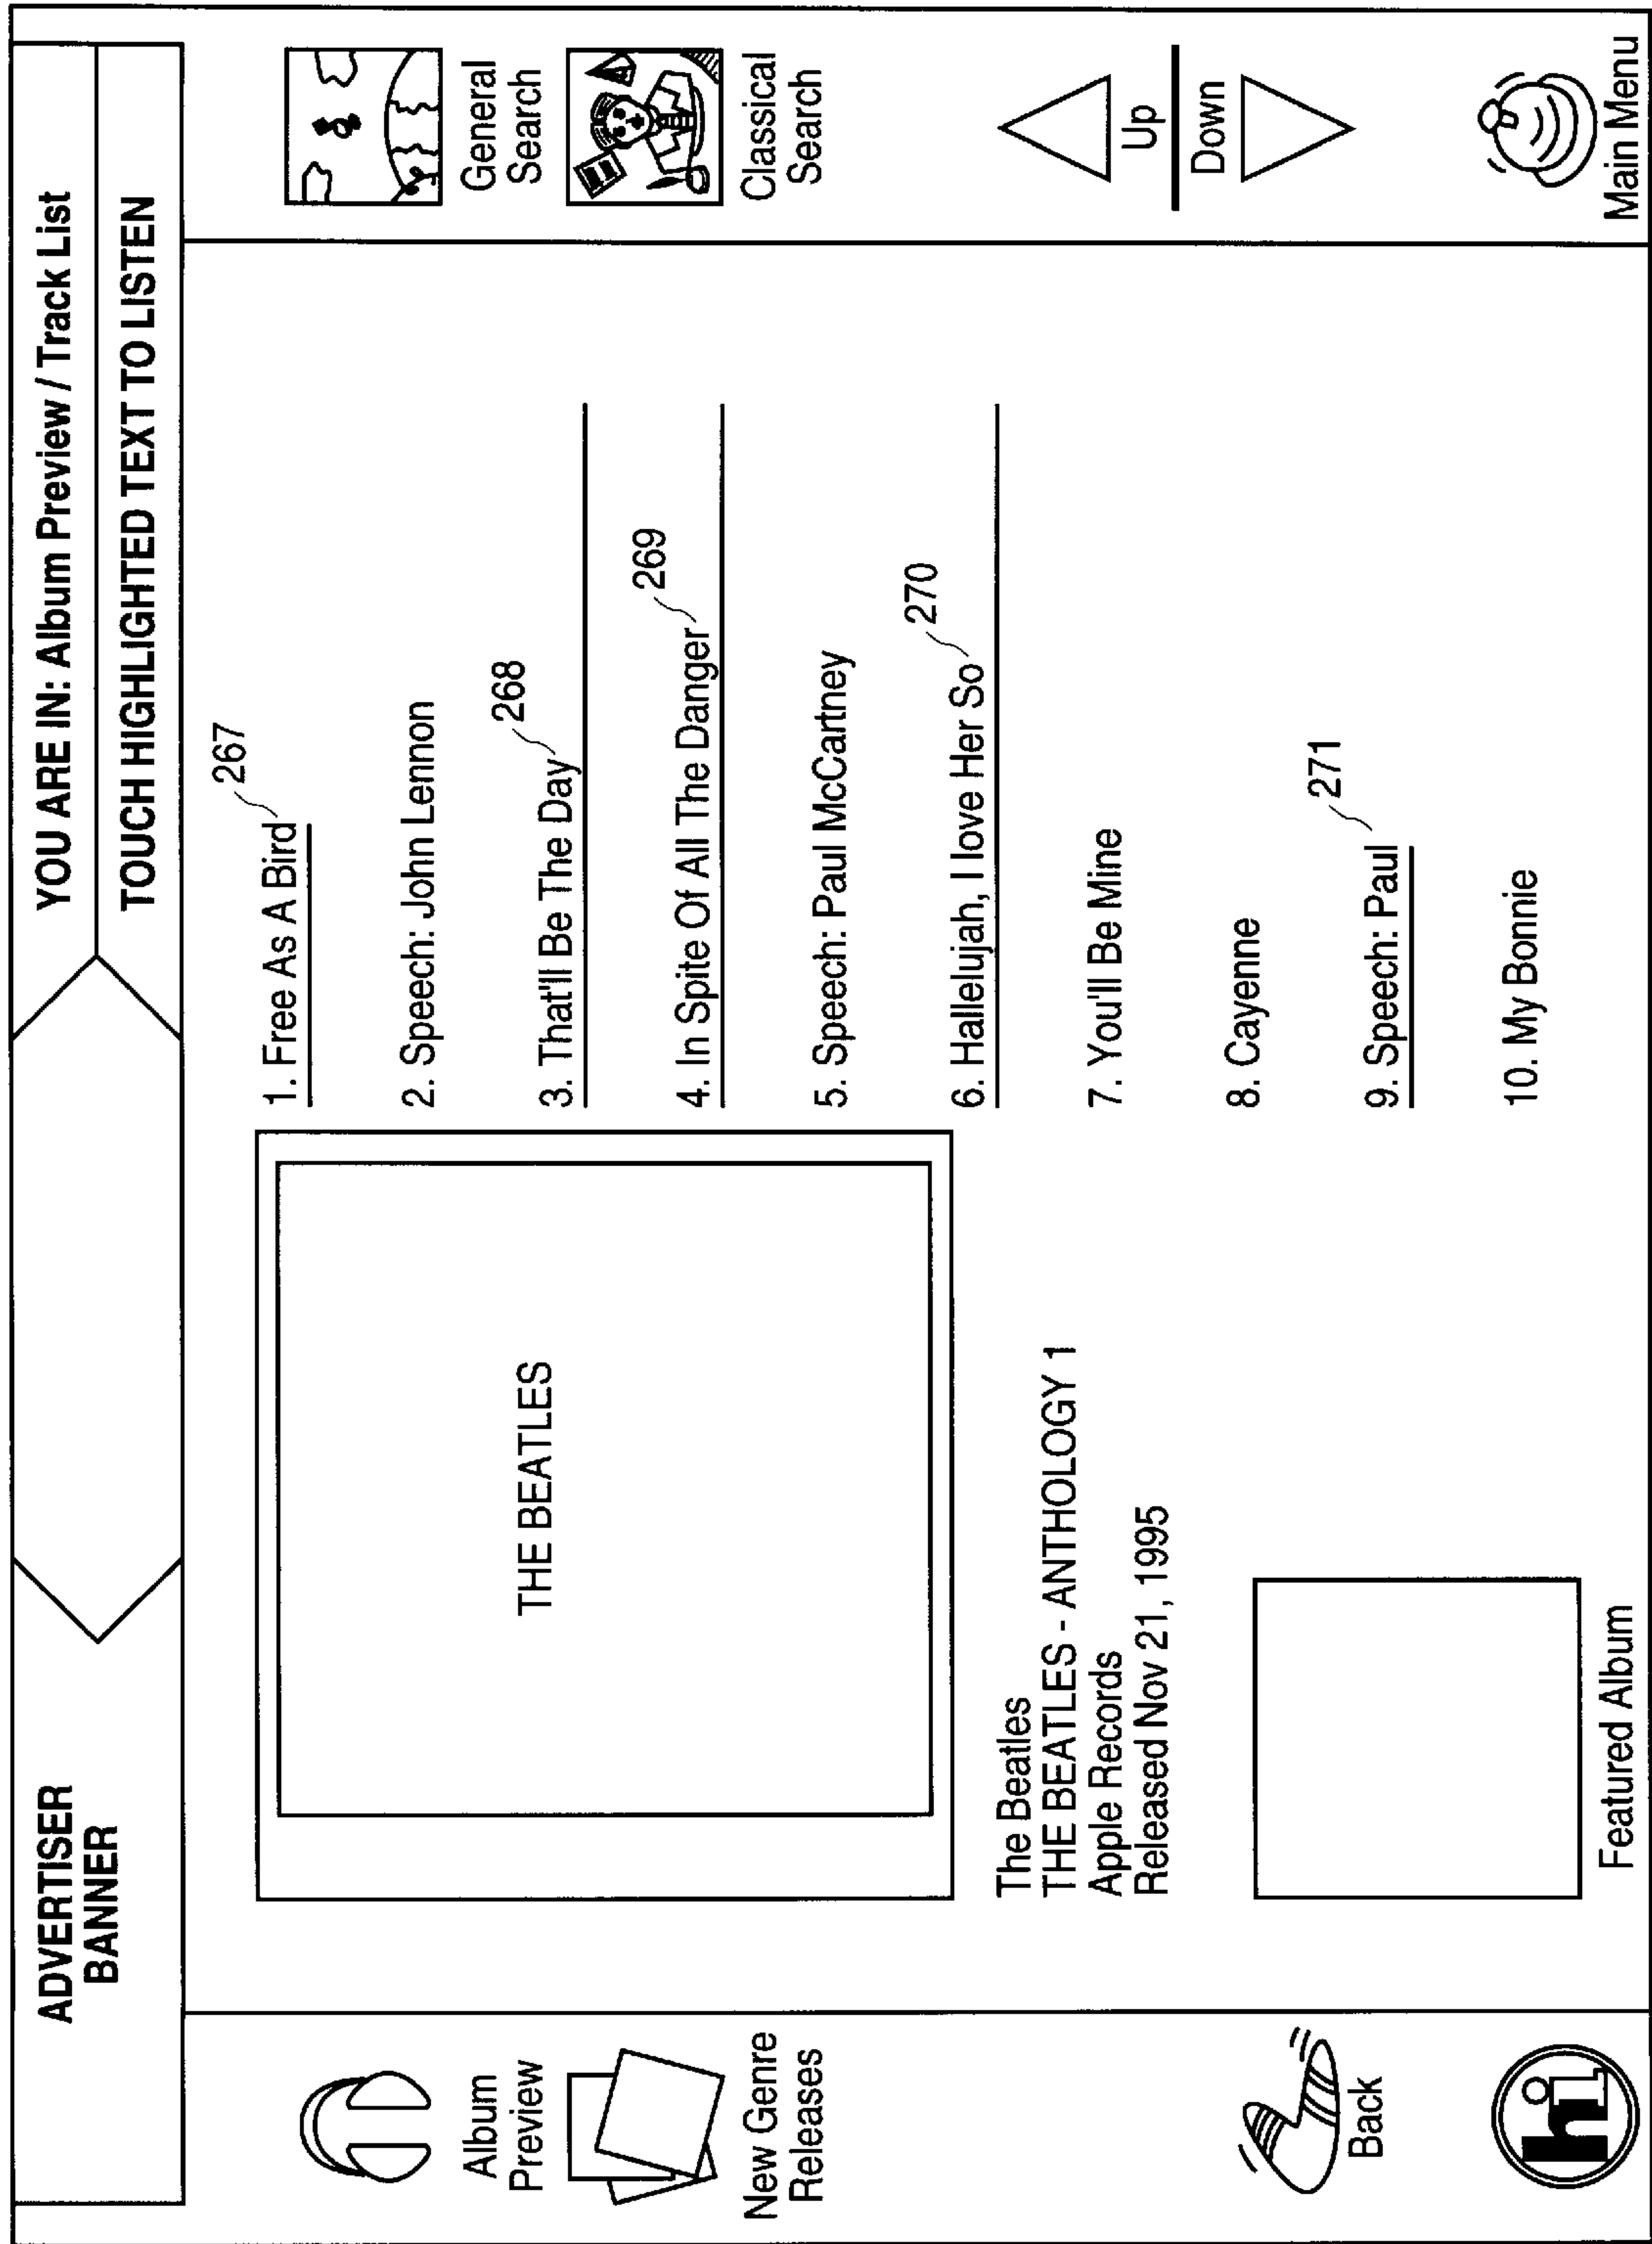 ADVERTISER
BANNER
YOU ARE IN: Album Preview / Track List
TOUCH HIGHLIGHTED TEXT TO LISTEN
Album
Preview
New Genre
Releases
Back
hi
THE BEATLES
The Beatles
THE BEATLES - ANTHOLOGY 1
Apple Records
Released Nov 21, 1995
Featured Album
1. Free As A Bird 267
2. Speech: John Lennon
3. That'll Be The Day 268
4. In Spite Of All The Danger 269
5. Speech: Paul McCartney
6. Hallelujah, I love Her So 270
7. You'll Be Mine
8. Cayenne
9. Speech: Paul 271
10. My Bonnie
General
Search
Classical
Search
Up
Down
Main Menu